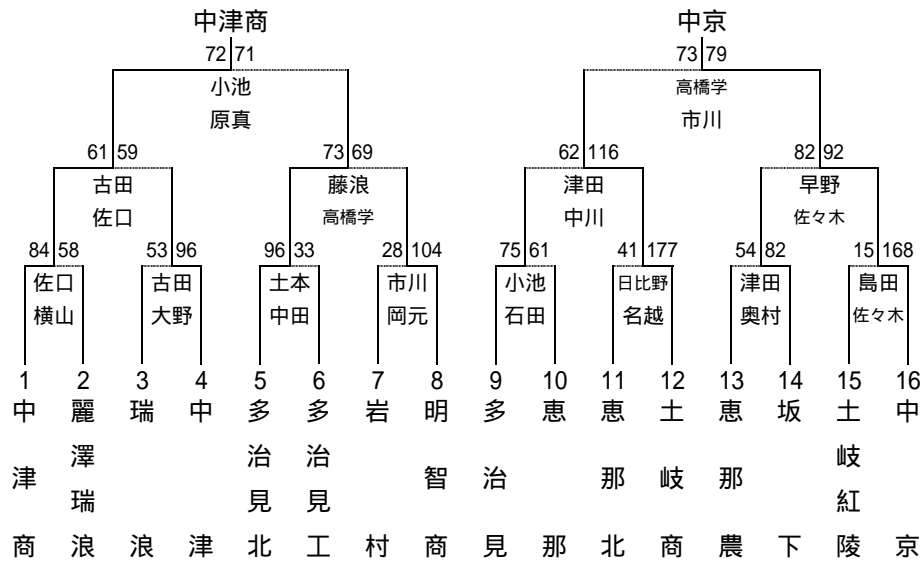 中津商 中京
72 71 73 79
小池 高橋学
原真 市川
61 59 73 69 62 116 82 92
古田 藤浪 津田 早野
佐口 高橋学 中川 佐々木
84 58 53 96 96 33 28 104 75 61 41 177 54 82 15 168
佐口 古田 土本 市川 小池 日比野 津田 島田
横山 大野 中田 岡元 石田 名越 奥村 佐々木
1 2 3 4 5 6 7 8 9 10 11 12 13 14 15 16
中津商
麗澤瑞浪
瑞浪
中津
多治見北
多治見工
岩村
明智商
多治見
恵那
恵那北
土岐商
恵那農
坂下
土岐紅陵
中京